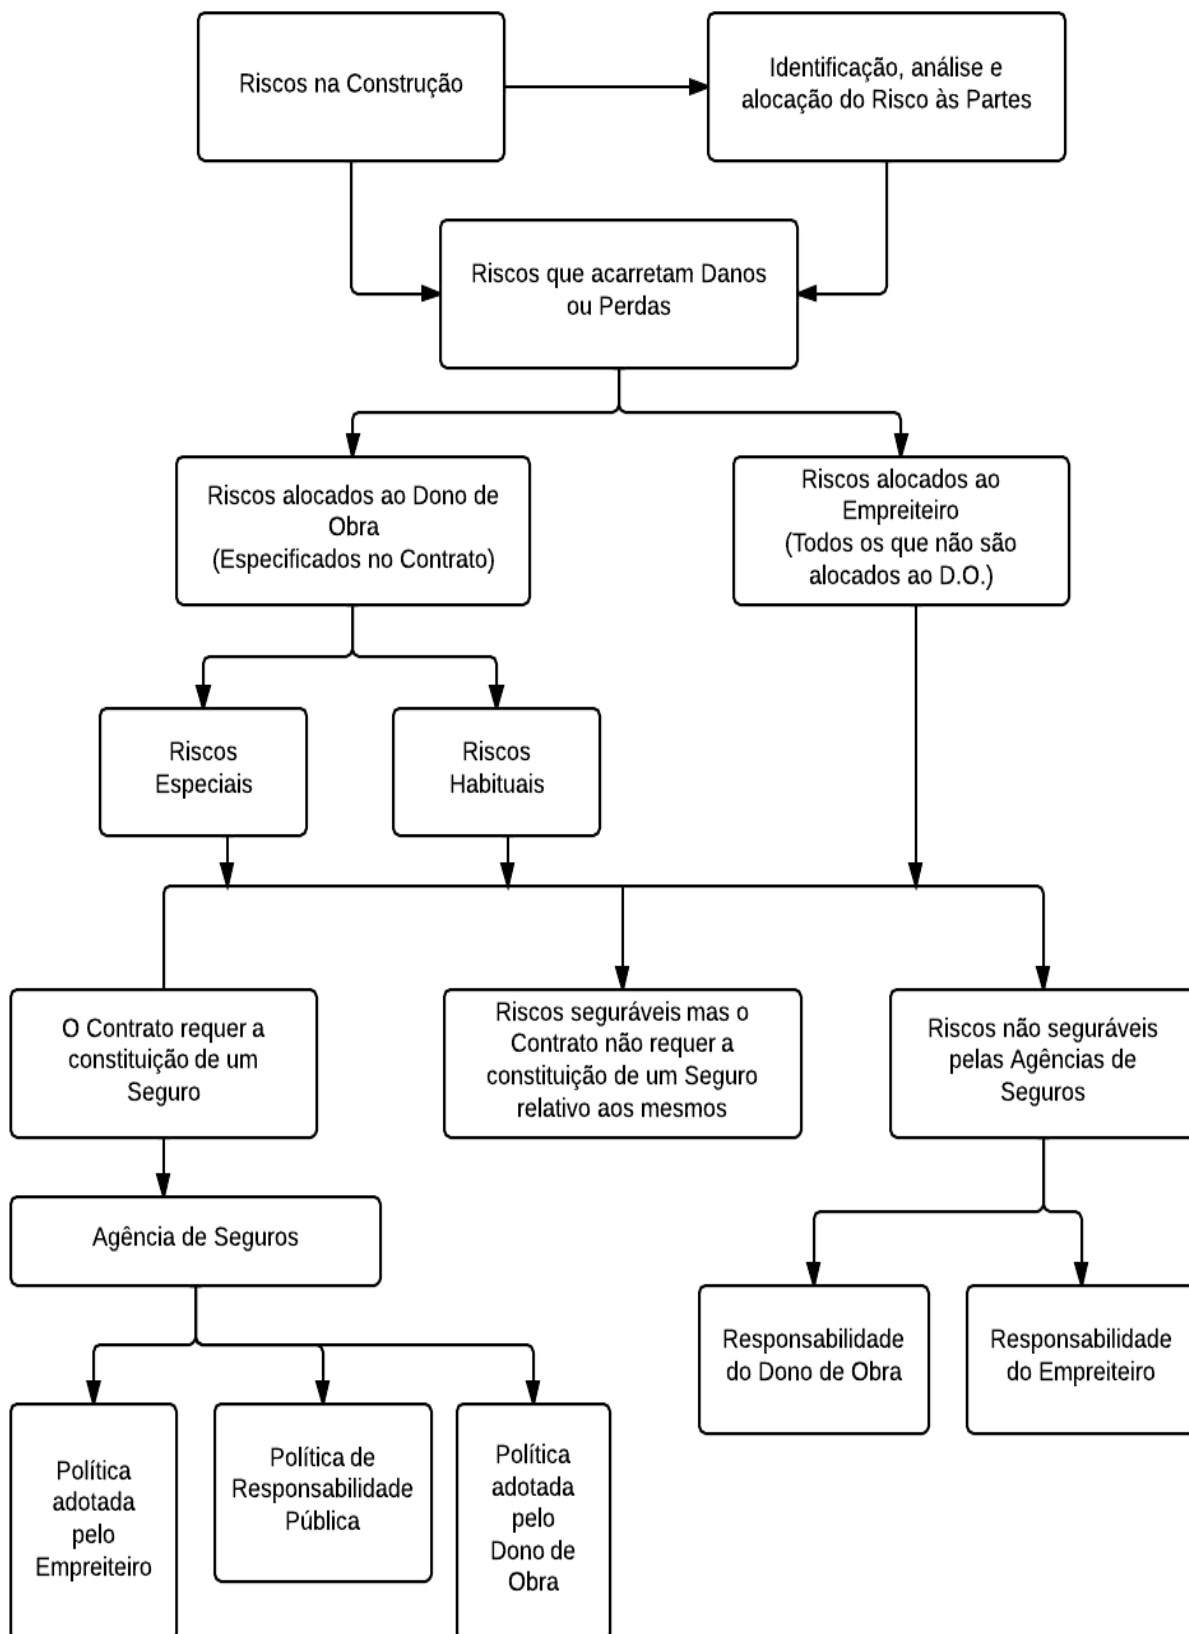 Riscos na Construção
Identificação, análise e
alocação do Risco às Partes
Riscos que acarretam Danos
ou Perdas
Riscos alocados ao Dono de
Obra
(Especificados no Contrato)
Riscos alocados ao
Empreiteiro
(Todos os que não são
alocados ao D.O.)
Riscos
Especiais
Riscos
Habituais
O Contrato requer a
constituição de um
Seguro
Riscos seguráveis mas o
Contrato não requer a
constituição de um Seguro
relativo aos mesmos
Riscos não seguráveis
pelas Agências de
Seguros
Agência de Seguros
Responsabilidade
do Dono de Obra
Responsabilidade
do Empreiteiro
Política
adotada
pelo
Empreiteiro
Política de
Responsabilidade
Pública
Política
adotada
pelo
Dono de
Obra